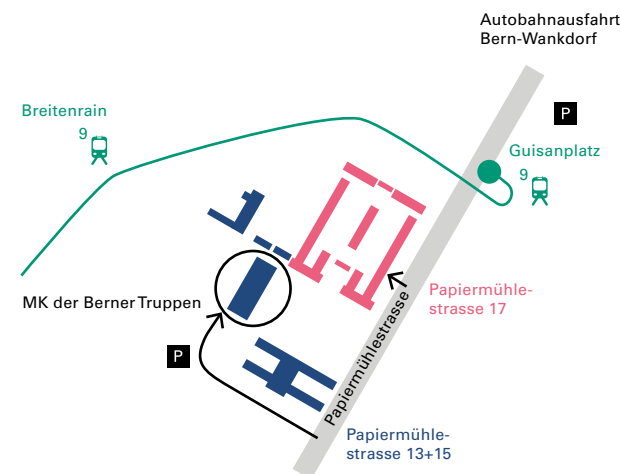 Autobahnausfahrt
Bern-Wankdorf
P
Breitenrain
9
Guisanplatz
9
MK der Berner Truppen
Papiermühle-
strasse 17
Papiermühlestrasse
P
Papiermühle-
strasse 13+15